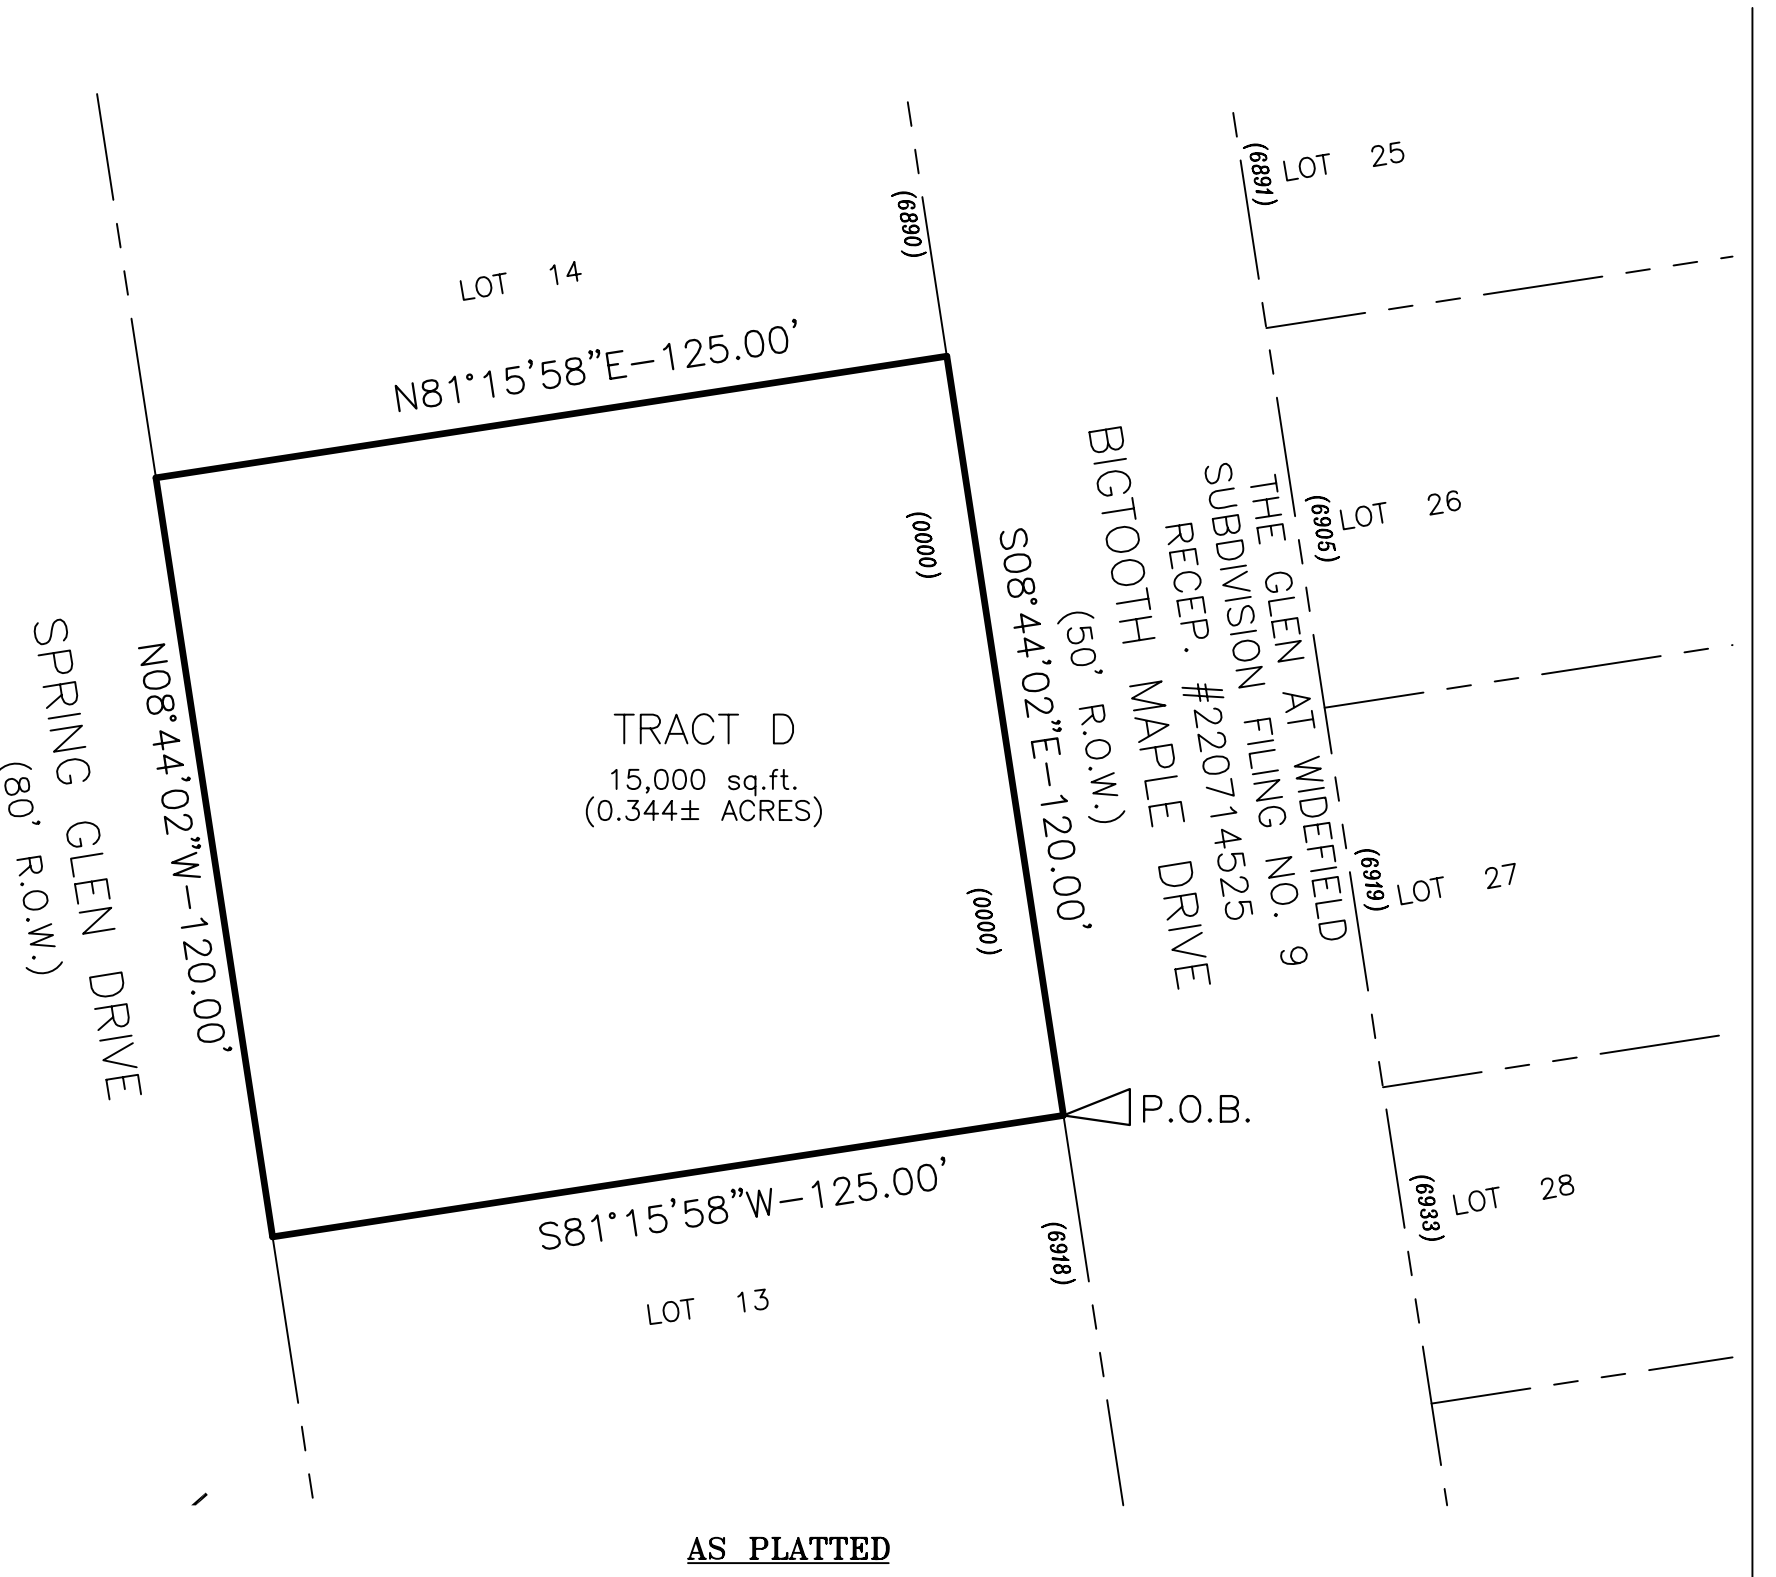 (6891)
LOT 25
(6890)
LOT 14
N81°15'58"E-125.00'
THE GLEN AT WIDEFIELD
SUBDIVISION FILING NO. 9
RECEP. #220714525
BIGTOOTH MAPLE DRIVE
(50' R.O.W.)
S08°44'02"E-120.00'
(0000)
(0000)
(6905)
LOT 26
TRACT D
15,000 sq.ft.
(0.344± ACRES)
N08°44'02"W-120.00'
SPRING GLEN DRIVE
(80' R.O.W.)
(6919)
LOT 27
P.O.B.
S81°15'58"W-125.00'
(6918)
(6933)
LOT 28
LOT 13
AS PLATTED